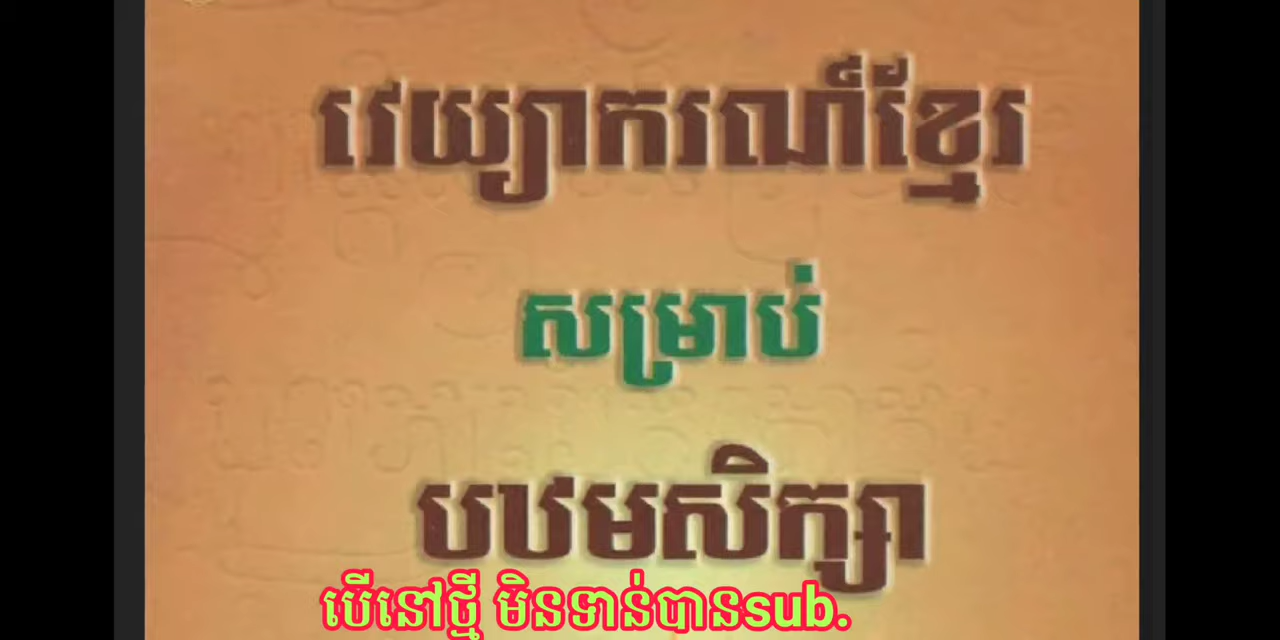 វេយ្យាករណ៍ខ្មែរ
សម្រាប់
បឋមសិក្សា
បើនៅថ្មី មិនទាន់បានsub.